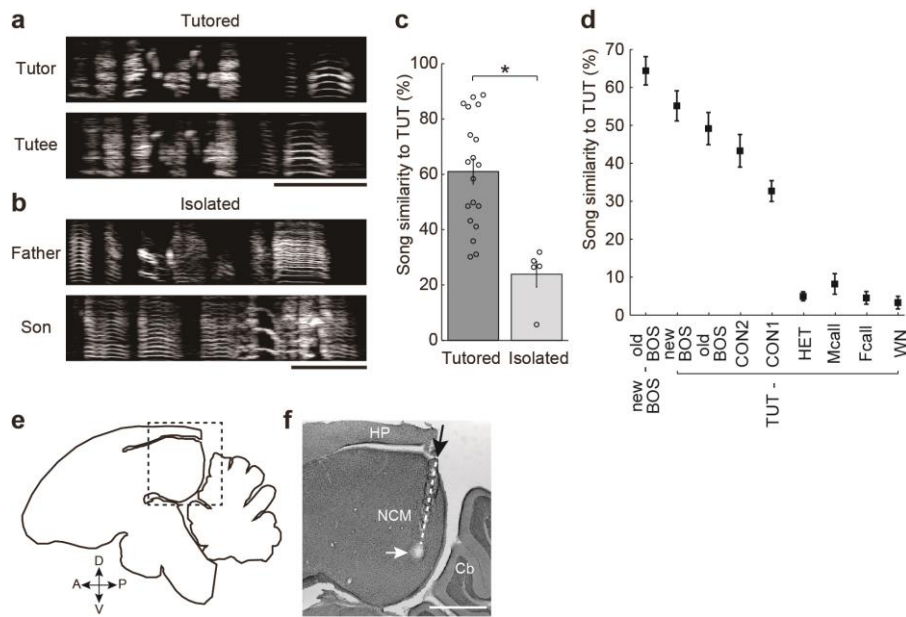 a
Tutored
Tutor
Tutee
b
Isolated
Father
Son
c
Song similarity to TUT (%)
100
80
60
40
20
0
*
Tutored
Isolated
d
Song similarity to TUT (%)
70
60
50
40
30
20
10
0
new - old
BOS - BOS
new
BOS
old
BOS
CON2
CON1
HET
Mcall
Fcall
WN
TUT -
e
D
A
P
V
f
HP
NCM
Cb